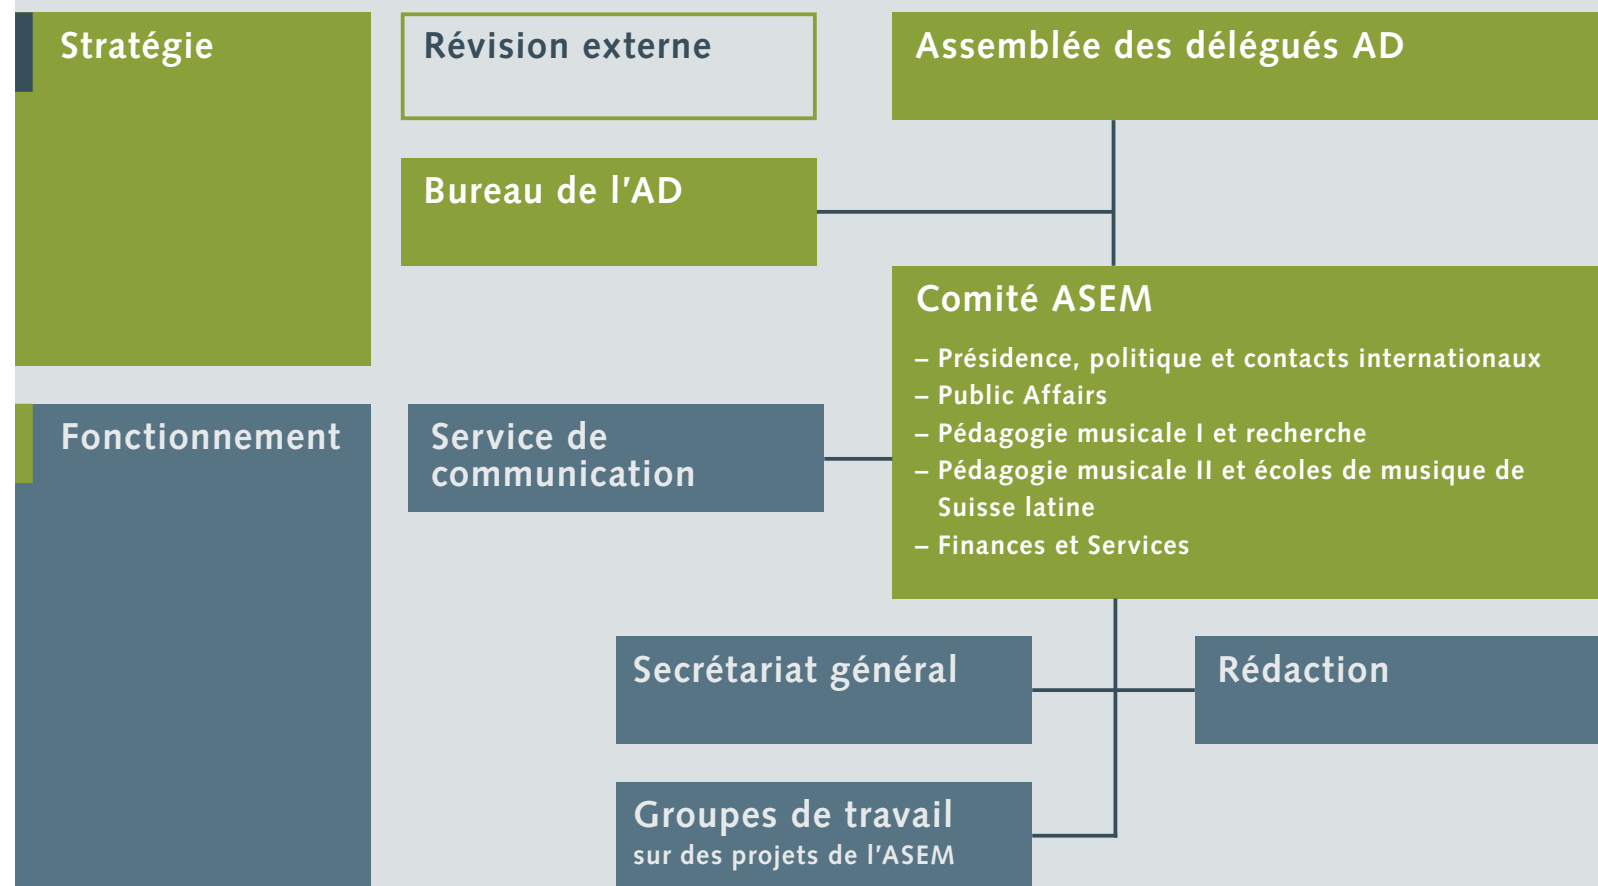 Stratégie
Révision externe
Assemblée des délégués AD
Bureau de l'AD
Comité ASEM
– Présidence, politique et contacts internationaux
– Public Affairs
– Pédagogie musicale I et recherche
– Pédagogie musicale II et écoles de musique de
Suisse latine
– Finances et Services
Fonctionnement
Service de
communication
Secrétariat général
Rédaction
Groupes de travail
sur des projets de l'ASEM